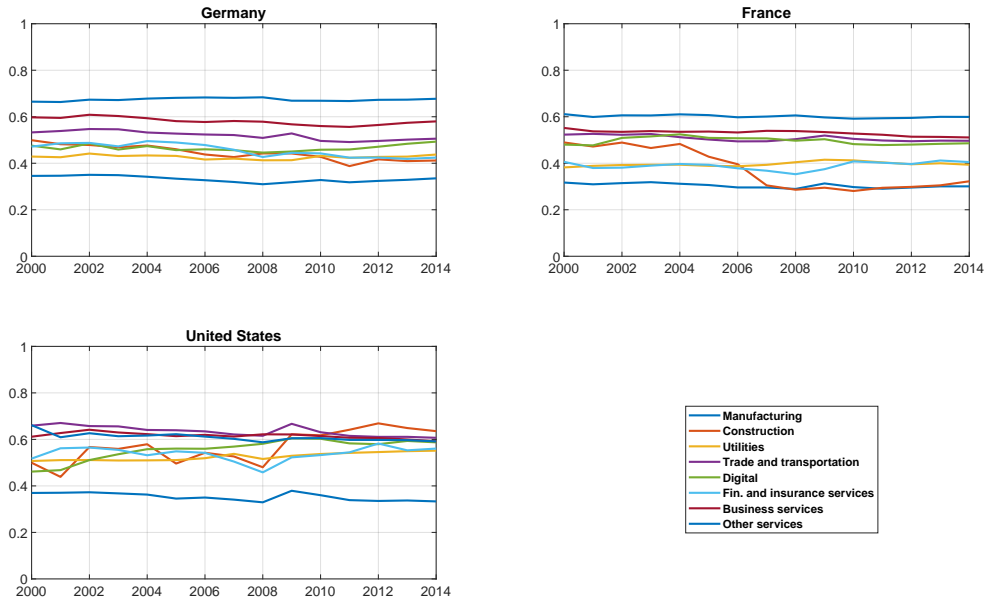 Germany
1
0.8
0.6
0.4
0.2
0
2000 2002 2004 2006 2008 2010 2012 2014
France
1
0.8
0.6
0.4
0.2
0
2000 2002 2004 2006 2008 2010 2012 2014
United States
1
0.8
0.6
0.4
0.2
0
2000 2002 2004 2006 2008 2010 2012 2014
Manufacturing
Construction
Utilities
Trade and transportation
Digital
Fin. and insurance services
Business services
Other services